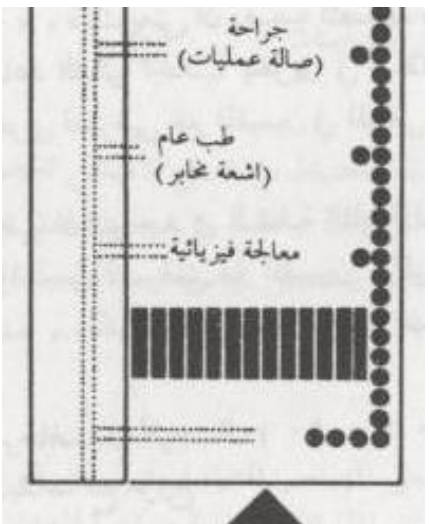 جراحة
(صالة عمليات)
طب عام
(اشعة مخابر)
معالجة فيزيائية